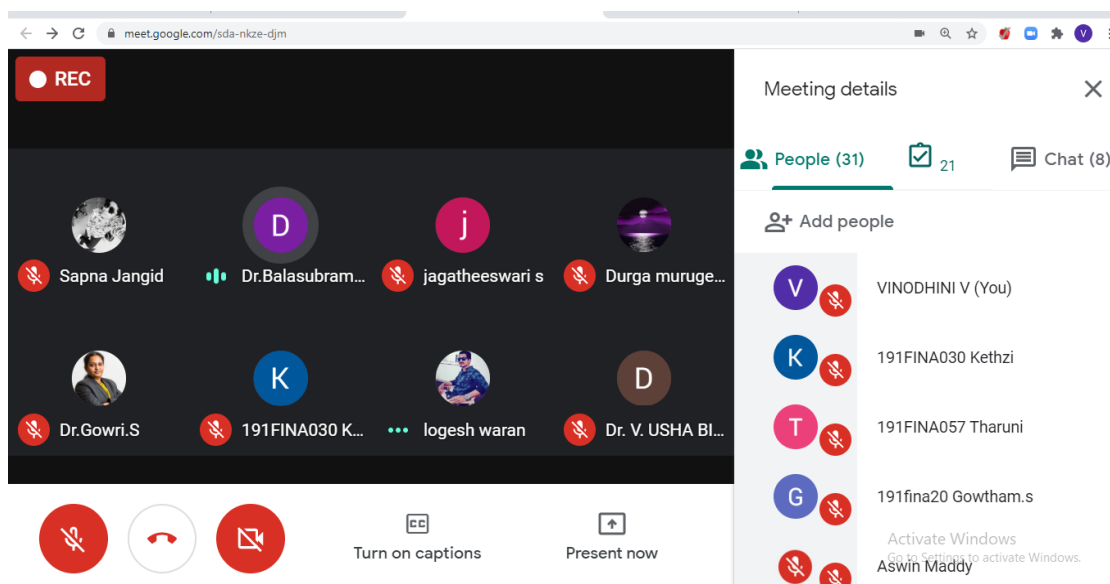 meet.google.com/sda-nkze-djm
V
REC
Meeting details
People (31)
21
Chat (8)
Add people
D
j
Sapna Jangid
Dr.Balasubram...
jagatheeswari s
Durga muruge...
K
D
Dr.Gowri.S
191FINA030 K...
logesh waran
Dr. V. USHA BI...
V
VINODHINI V (You)
K
191FINA030 Kethzi
T
191FINA057 Tharuni
G
191fina20 Gowtham.s
Aswin Maddy
CC
Turn on captions
Present now
Activate Windows
Go to Settings to activate Windows.